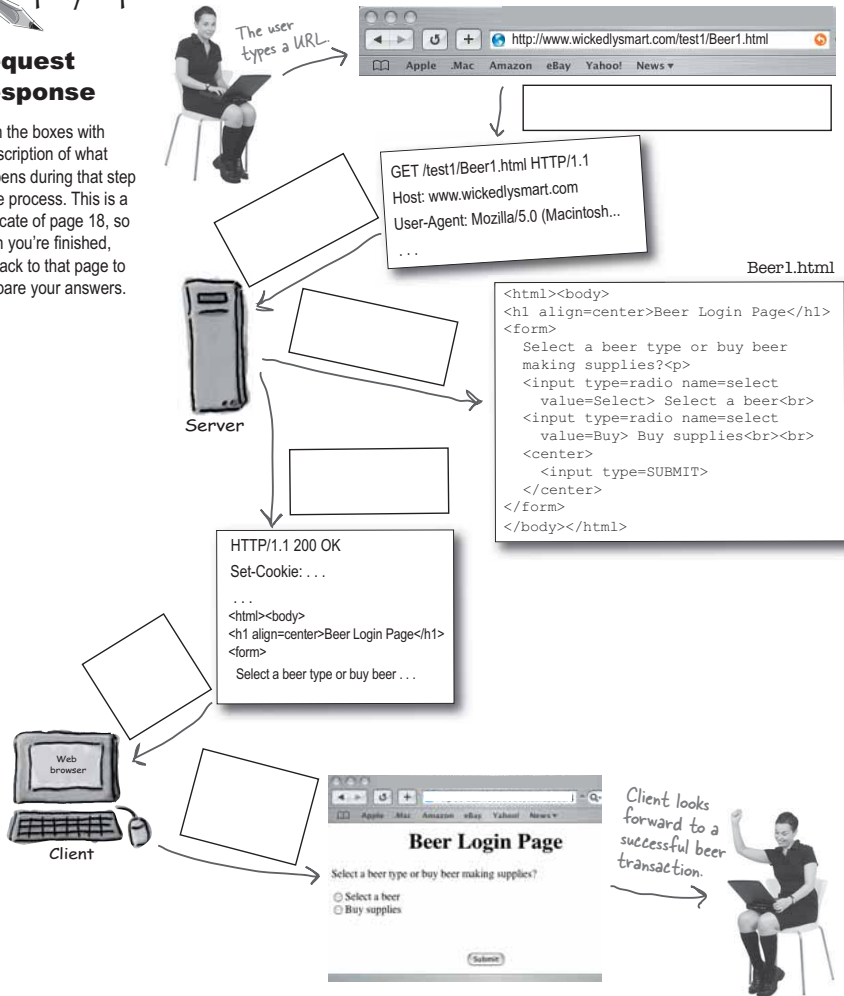 The user
types a URL.
http://www.wickedlysmart.com/test1/Beer1.html
Apple .Mac Amazon eBay Yahoo! News ▾
quest
sponse
n the boxes with
scription of what
pens during that step
e process. This is a
cate of page 18, so
n you're finished,
ack to that page to
pare your answers.
GET /test1/Beer1.html HTTP/1.1
Host: www.wickedlysmart.com
User-Agent: Mozilla/5.0 (Macintosh...
. . .
Beer1.html
<html><body>
<h1 align=center>Beer Login Page</h1>
<form>
Select a beer type or buy beer
making supplies?<p>
<input type=radio name=select
value=Select> Select a beer<br>
<input type=radio name=select
value=Buy> Buy supplies<br><br>
<center>
<input type=SUBMIT>
</center>
</form>
</body></html>
Server
HTTP/1.1 200 OK
Set-Cookie: . . .
. . .
<html><body>
<h1 align=center>Beer Login Page</h1>
<form>
Select a beer type or buy beer . . .
Web
browser
Client
Apple .Mac Amazon eBay Yahoo! News ▾
Beer Login Page
Select a beer type or buy beer making supplies?
Select a beer
Buy supplies
Submit
Client looks
forward to a
successful beer
transaction.